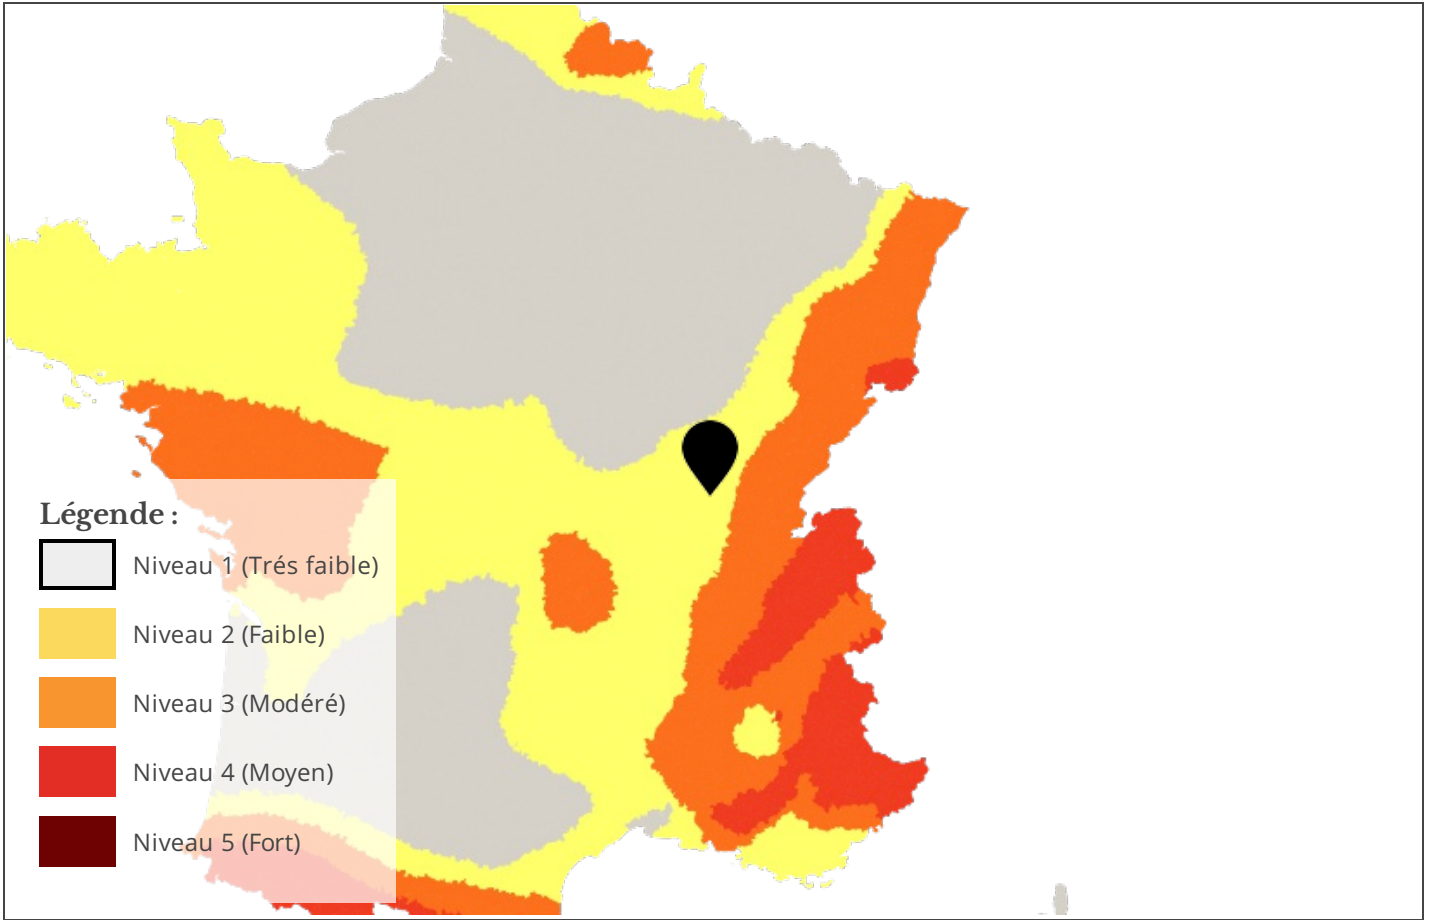 Légende :
Niveau 1 (Trés faible)
Niveau 2 (Faible)
Niveau 3 (Modéré)
Niveau 4 (Moyen)
Niveau 5 (Fort)